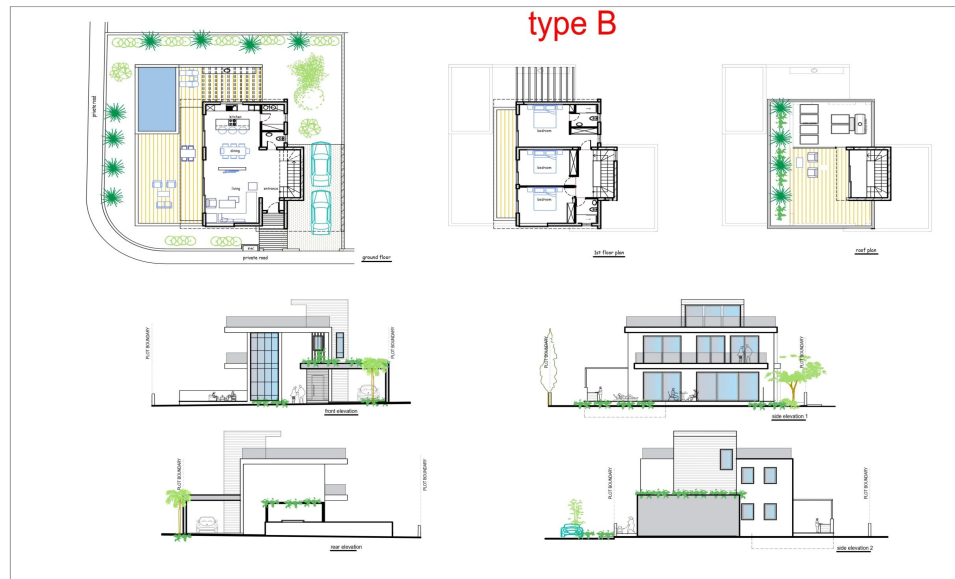 type B
private road
kitchen
dining
living
entrance
private road
ground floor
bedroom
bedroom
bedroom
1st floor plan
roof plan
PLOT BOUNDARY
PLOT BOUNDARY
front elevation
PLOT BOUNDARY
PLOT BOUNDARY
side elevation 1
PLOT BOUNDARY
PLOT BOUNDARY
rear elevation
PLOT BOUNDARY
PLOT BOUNDARY
side elevation 2